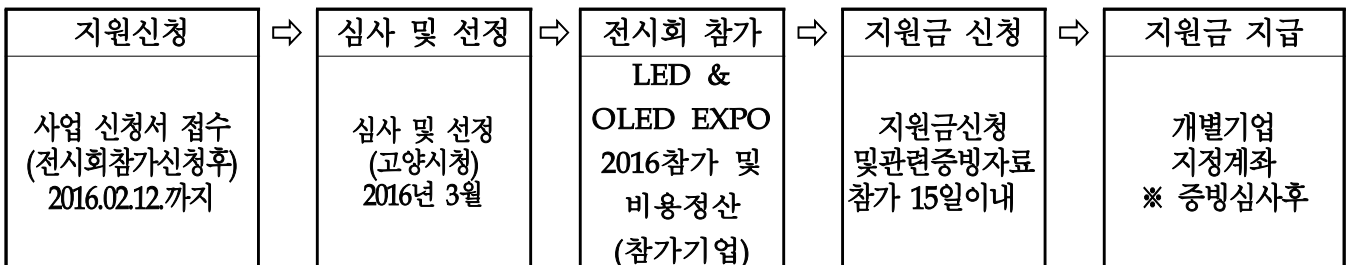 지원신청 ⇨ 심사 및 선정 ⇨ 전시회 참가 ⇨ 지원금 신청 ⇨ 지원금 지급
사업 신청서 접수
(전시회참가신청후)
2016.02.12.까지
심사 및 선정
(고양시청)
2016년 3월
LED &
OLED EXPO
2016참가 및
비용정산
(참가기업)
지원금신청
및관련증빙자료
참가 15일이내
개별기업
지정계좌
※ 증빙심사후